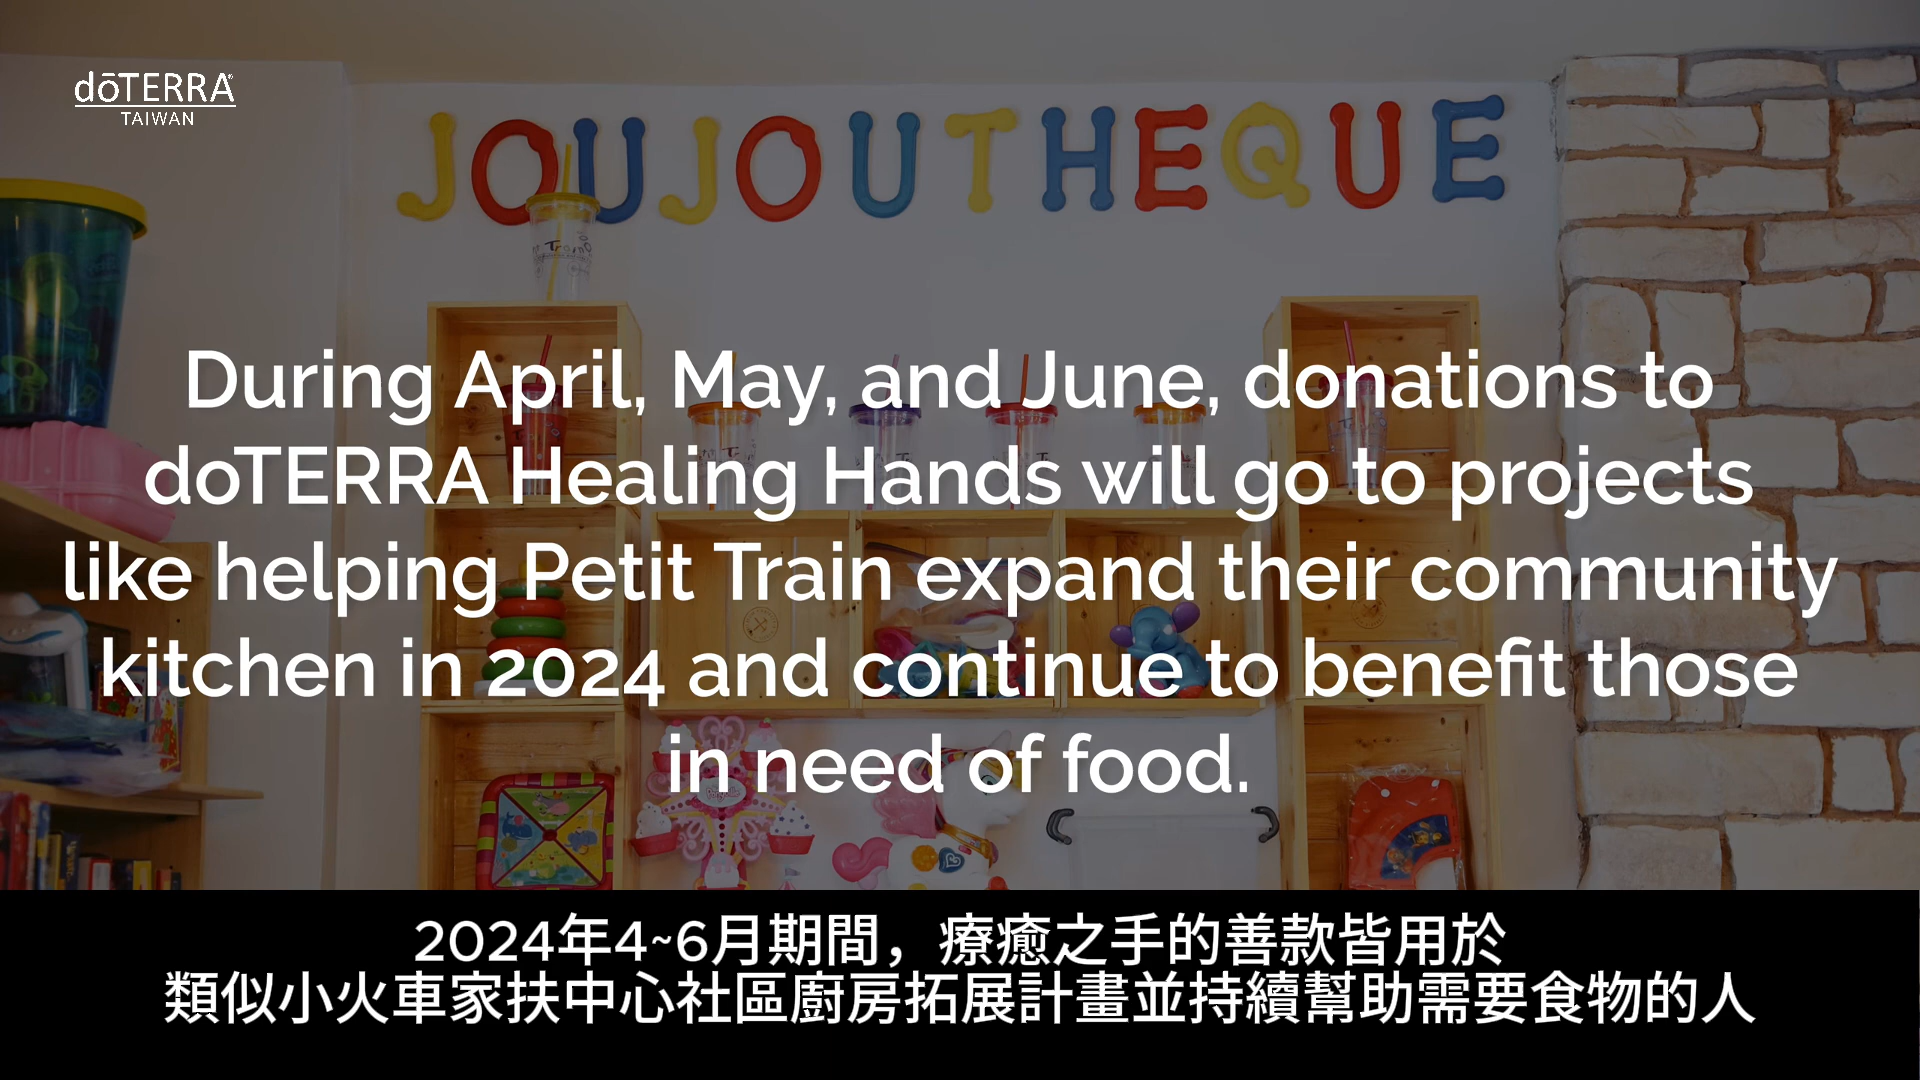 dōTERRA
TAIWAN
JOUJOUTHEQUE
During April, May, and June, donations to
doTERRA Healing Hands will go to projects
like helping Petit Train expand their community
kitchen in 2024 and continue to benefit those
in need of food.
2024年4~6月期間，療癒之手的善款皆用於
類似小火車家扶中心社區廚房拓展計畫並持續幫助需要食物的人